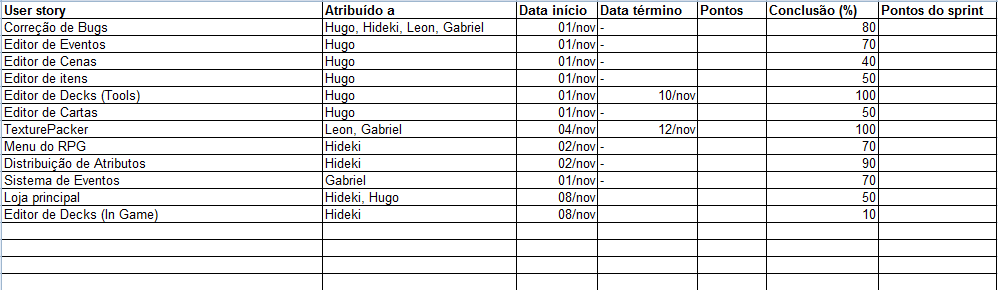 User story Atribuído a Data início Data término Pontos Conclusão (%) Pontos do sprint
Correção de Bugs Hugo, Hideki, Leon, Gabriel 01/nov - 80
Editor de Eventos Hugo 01/nov - 70
Editor de Cenas Hugo 01/nov - 40
Editor de itens Hugo 01/nov - 50
Editor de Decks (Tools) Hugo 01/nov 10/nov 100
Editor de Cartas Hugo 01/nov - 50
TexturePacker Leon, Gabriel 04/nov 12/nov 100
Menu do RPG Hideki 02/nov - 70
Distribuição de Atributos Hideki 02/nov - 90
Sistema de Eventos Gabriel 01/nov - 70
Loja principal Hideki, Hugo 08/nov 50
Editor de Decks (In Game) Hideki 08/nov 10